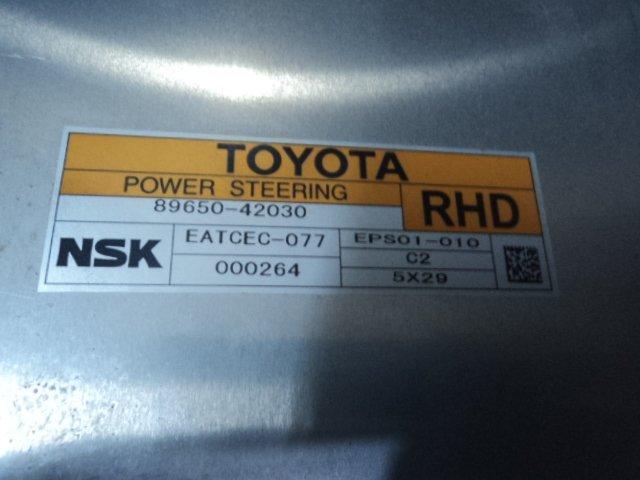 TOYOTA
POWER STEERING
89650-42030
RHD
NSK
EATCEC-077
000264
EPS01-010
C2
5X29